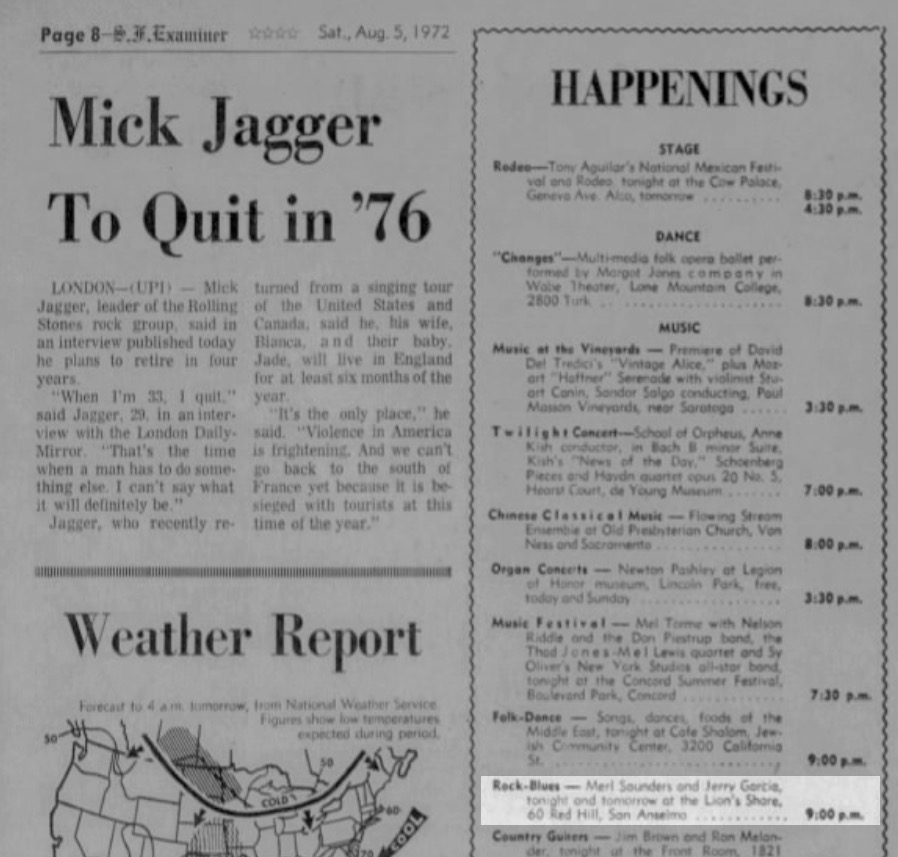 Page 8–S.F.Examiner ☆☆☆☆ Sat., Aug. 5, 1972
Mick Jagger
To Quit in ’76
LONDON—(UPI) — Mick
Jagger, leader of the Rolling
Stones rock group, said in
an interview published today
he plans to retire in four
years.
“When I’m 33, I quit,”
said Jagger, 29, in an inter-
view with the London Daily-
Mirror. “That’s the time
when a man has to do some-
thing else. I can’t say what
it will definitely be.”
Jagger, who recently re-
turned from a singing tour
of the United States and
Canada, said he, his wife,
Bianca, and their baby,
Jade, will live in England
for at least six months of the
year.
“It’s the only place,” he
said. “Violence in America
is frightening. And we can’t
go back to the south of
France yet because it is be-
sieged with tourists at this
time of the year.”
Weather Report
Forecast to 4 a.m. tomorrow, from National Weather Service.
Figures show low temperatures
expected during period.
50
50
COLD
60
COOL
70
HAPPENINGS
STAGE
Rodeo—Tony Aguilar’s National Mexican Festi-
val and Rodeo, tonight at the Cow Palace,
Geneva Ave. Also, tomorrow .......... 8:30 p.m.
4:30 p.m.
DANCE
“Changes”—Multi-media folk opera ballet per-
formed by Margot Jones company in
Wabe Theater, Lone Mountain College,
2800 Turk .................... 8:30 p.m.
MUSIC
Music at the Vineyards — Premiere of David
Del Tredici’s “Vintage Alice,” plus Moz-
art “Haffner” Serenade with violinist Stu-
art Canin, Sandor Salgo conducting, Paul
Masson Vineyards, near Saratoga ...... 3:30 p.m.
Twilight Concert—School of Orpheus, Anne
Kish conductor, in Bach B minor Suite,
Kish’s “News of the Day,” Schoenberg
Pieces and Haydn quartet opus 20 No. 5,
Hearst Court, de Young Museum ....... 7:00 p.m.
Chinese Classical Music — Flowing Stream
Ensemble at Old Presbyterian Church, Van
Ness and Sacramento ................ 8:00 p.m.
Organ Concerts — Newton Pashley at Legion
of Honor museum, Lincoln Park, free,
today and Sunday .................. 3:30 p.m.
Music Festival — Mel Torme with Nelson
Riddle and the Don Piestrup band, the
Thad Jones-Mel Lewis quartet and Sy
Oliver’s New York Studios all-star band,
tonight at the Concord Summer Festival,
Boulevard Park, Concord ............. 7:30 p.m.
Folk-Dance — Songs, dances, foods of the
Middle East, tonight at Cafe Shalom, Jew-
ish Community Center, 3200 California
St. ........................... 9:00 p.m.
Rock-Blues — Merl Saunders and Jerry Garcia,
tonight and tomorrow at the Lion’s Share,
60 Red Hill, San Anselmo ............ 9:00 p.m.
Country Guitars — Jim Brown and Ron Melan-
der, tonight at the Front Room, 1821